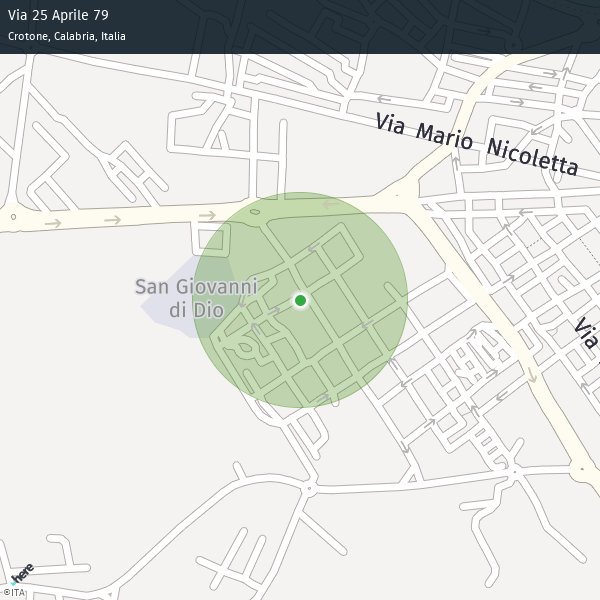 Via 25 Aprile 79
Crotone, Calabria, Italia
Via Mario Nicoletta
San Giovanni
di Dio
Via
here
©ITA